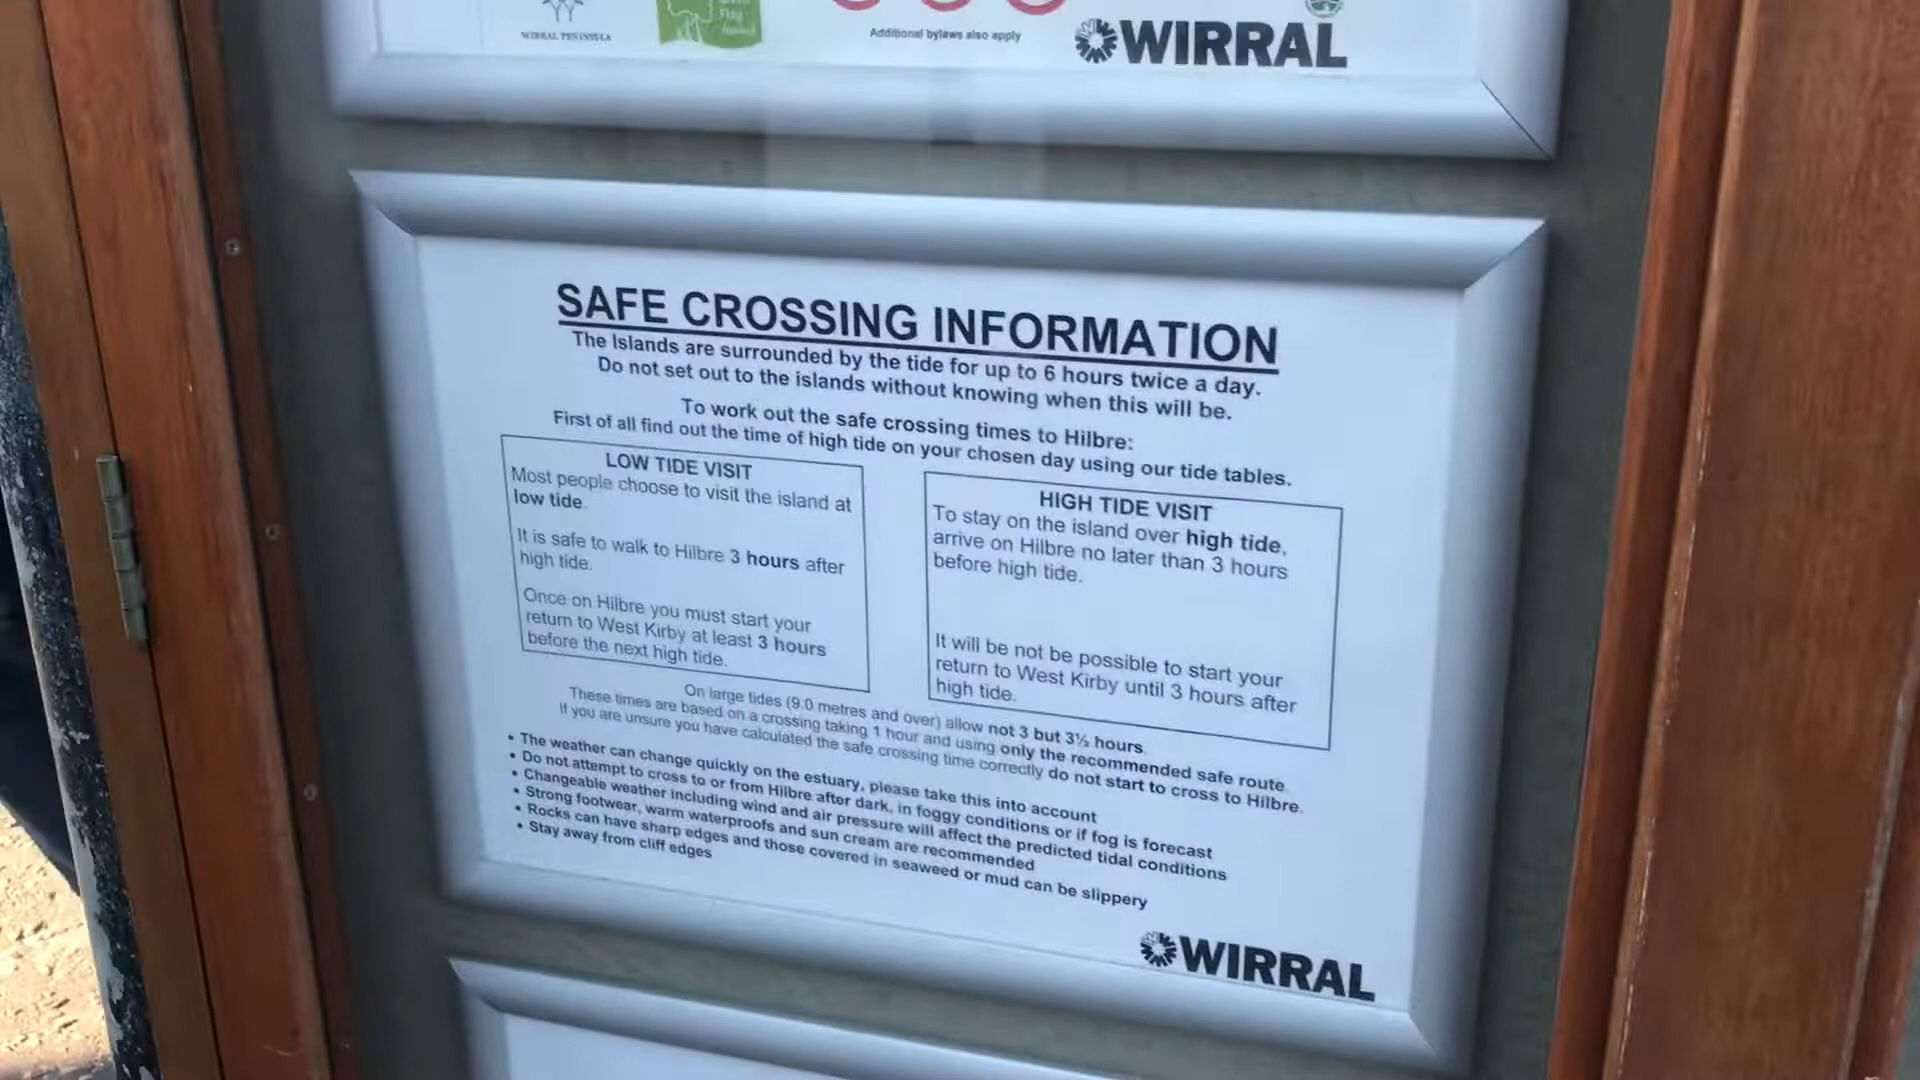 WIRRAL PENINSULA
Flag
Award
Additional bylaws also apply
WIRRAL
SAFE CROSSING INFORMATION
The Islands are surrounded by the tide for up to 6 hours twice a day.
Do not set out to the islands without knowing when this will be.
To work out the safe crossing times to Hilbre:
First of all find out the time of high tide on your chosen day using our tide tables.
LOW TIDE VISIT
Most people choose to visit the island at
low tide.
It is safe to walk to Hilbre 3 hours after
high tide.
Once on Hilbre you must start your
return to West Kirby at least 3 hours
before the next high tide.
HIGH TIDE VISIT
To stay on the island over high tide,
arrive on Hilbre no later than 3 hours
before high tide.
It will be not be possible to start your
return to West Kirby until 3 hours after
high tide.
On large tides (9.0 metres and over) allow not 3 but 3½ hours.
These times are based on a crossing taking 1 hour and using only the recommended safe route.
If you are unsure you have calculated the safe crossing time correctly do not start to cross to Hilbre.
• The weather can change quickly on the estuary, please take this into account
• Do not attempt to cross to or from Hilbre after dark, in foggy conditions or if fog is forecast
• Changeable weather including wind and air pressure will affect the predicted tidal conditions
• Strong footwear, warm waterproofs and sun cream are recommended
• Rocks can have sharp edges and those covered in seaweed or mud can be slippery
• Stay away from cliff edges
WIRRAL